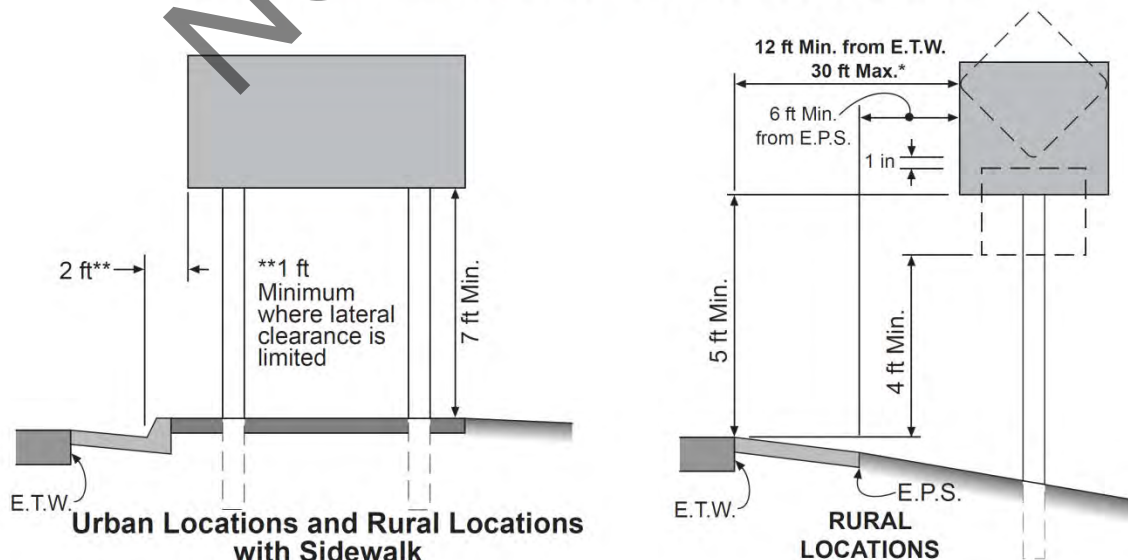 2 ft**
**1 ft
Minimum
where lateral
clearance is
limited
7 ft Min.
E.T.W.
Urban Locations and Rural Locations
with Sidewalk
12 ft Min. from E.T.W.
30 ft Max.*
6 ft Min.
from E.P.S.
1 in
5 ft Min.
4 ft Min.
E.T.W.
E.P.S.
RURAL
LOCATIONS